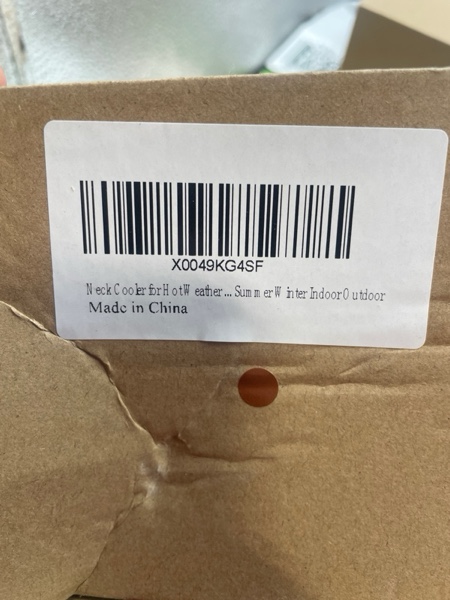 X0049KG4SF
Neck Cooler for Hot Weather... Summer Winter Indoor Outdoor
Made in China